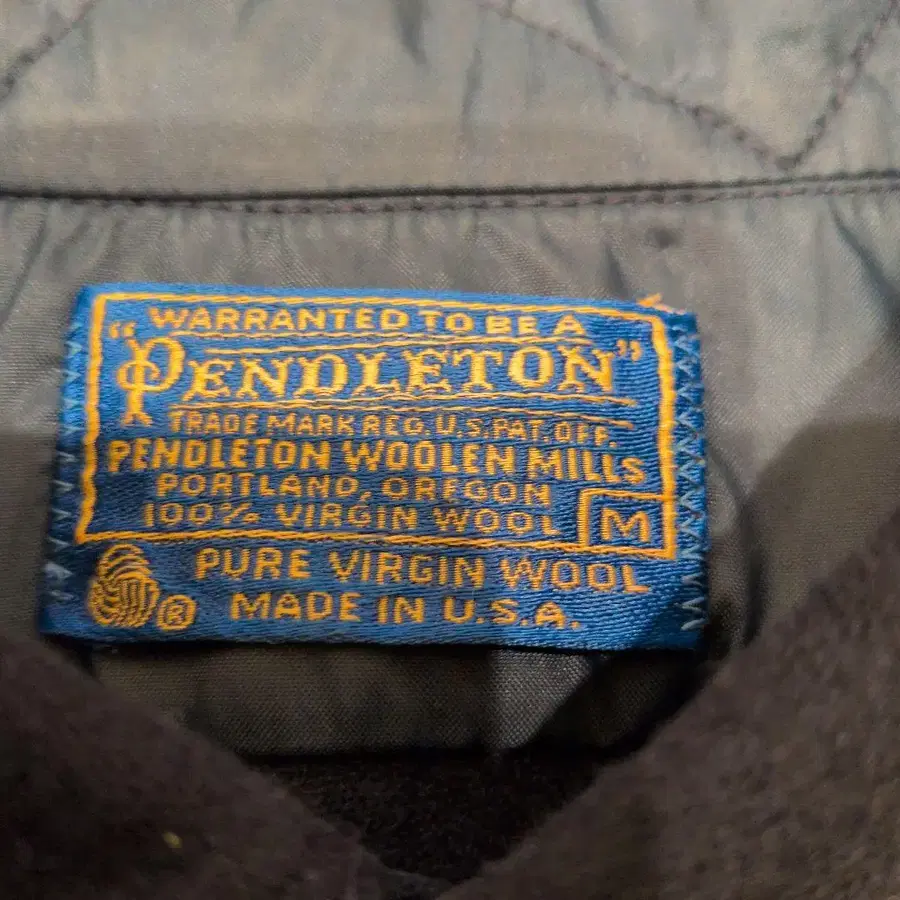 WARRANTED TO BE A
"PENDLETON"
TRADE MARK REG. U.S. PAT. OFF.
PENDLETON WOOLEN MILLS
PORTLAND, OREGON
100% VIRGIN WOOL M
PURE VIRGIN WOOL
® MADE IN U.S.A.